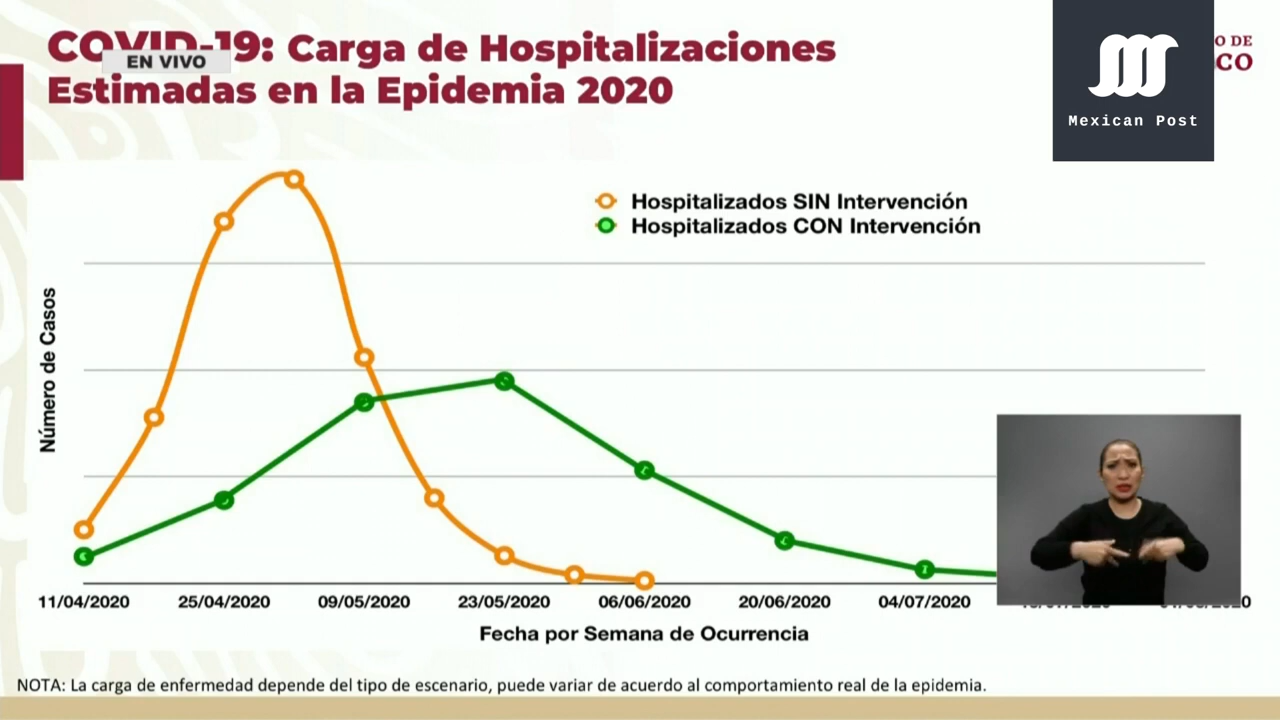 COVID-19: Carga de Hospitalizaciones
EN VIVO
Estimadas en la Epidemia 2020
O DE
CO
Mexican Post
Hospitalizados SIN Intervención
Hospitalizados CON Intervención
Número de Casos
11/04/2020 25/04/2020 09/05/2020 23/05/2020 06/06/2020 20/06/2020 04/07/2020
Fecha por Semana de Ocurrencia
NOTA: La carga de enfermedad depende del tipo de escenario, puede variar de acuerdo al comportamiento real de la epidemia.